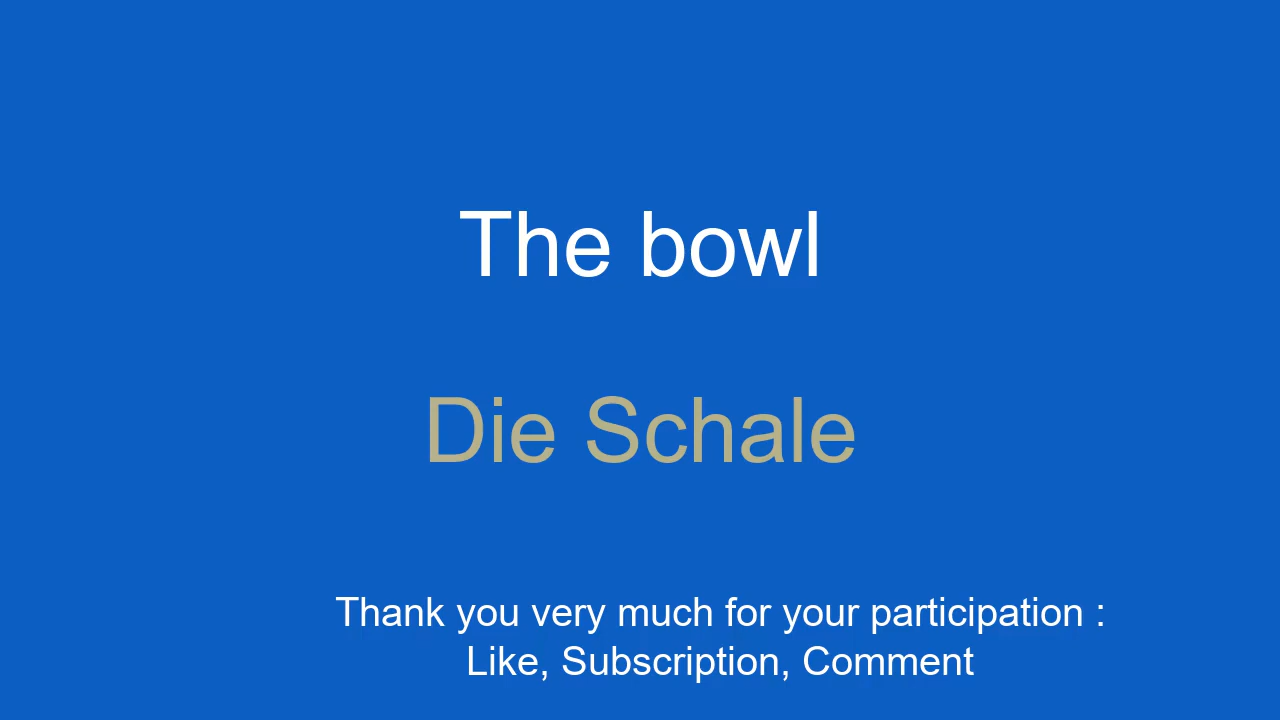 The bowl
Die Schale
Thank you very much for your participation :
Like, Subscription, Comment